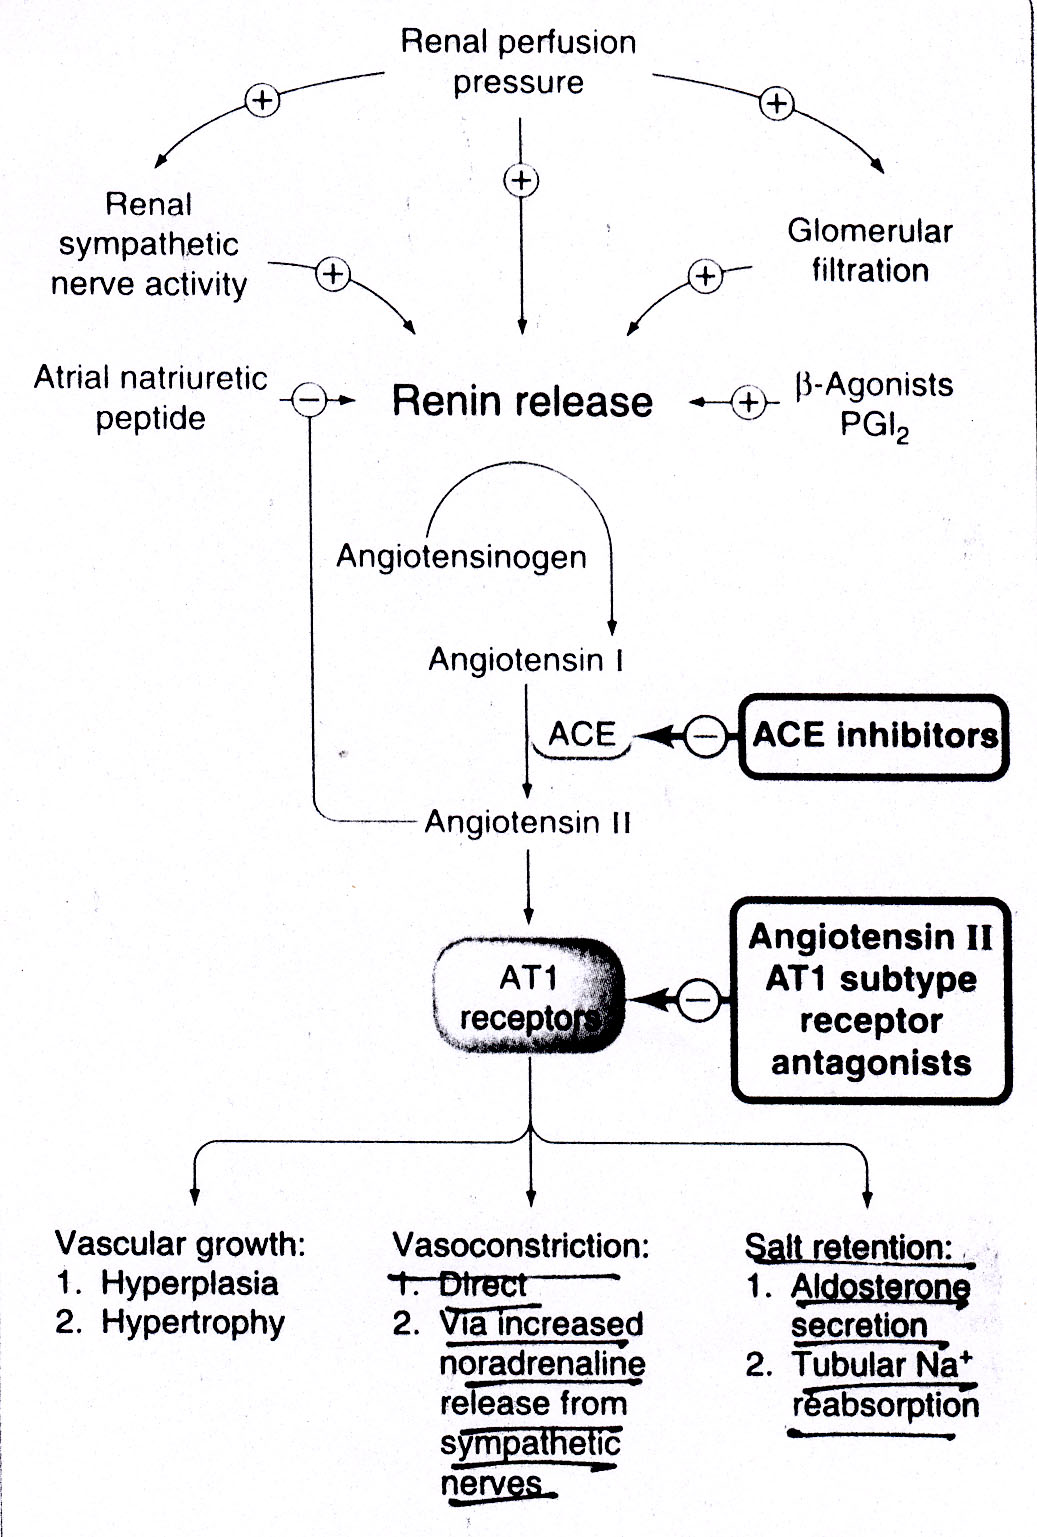 Renal perfusion
pressure
+
+
+
Renal
sympathetic
nerve activity
Glomerular
filtration
+
+
Atrial natriuretic
peptide
−
Renin release
+
β-Agonists
PGI₂
Angiotensinogen
Angiotensin I
ACE
−
ACE inhibitors
Angiotensin II
AT1
receptors
−
Angiotensin II
AT1 subtype
receptor
antagonists
Vascular growth:
1. Hyperplasia
2. Hypertrophy
Vasoconstriction:
1. Direct
2. Via increased
noradrenaline
release from
sympathetic
nerves
Salt retention:
1. Aldosterone
secretion
2. Tubular Na⁺
reabsorption